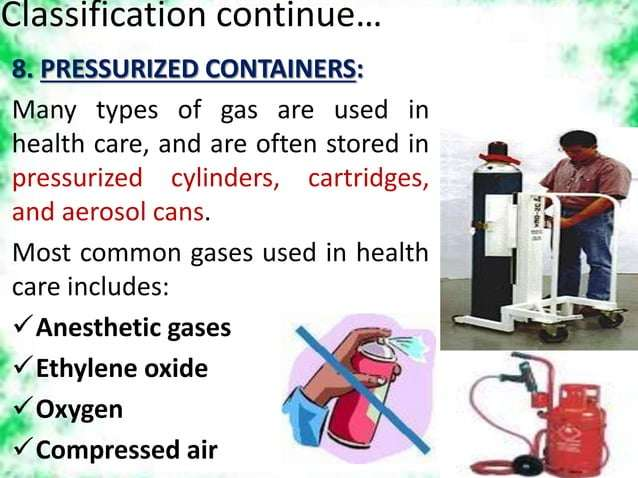 Classification continue…
8. PRESSURIZED CONTAINERS:
Many types of gas are used in
health care, and are often stored in
pressurized cylinders, cartridges,
and aerosol cans.
Most common gases used in health
care includes:
✓Anesthetic gases
✓Ethylene oxide
✓Oxygen
✓Compressed air